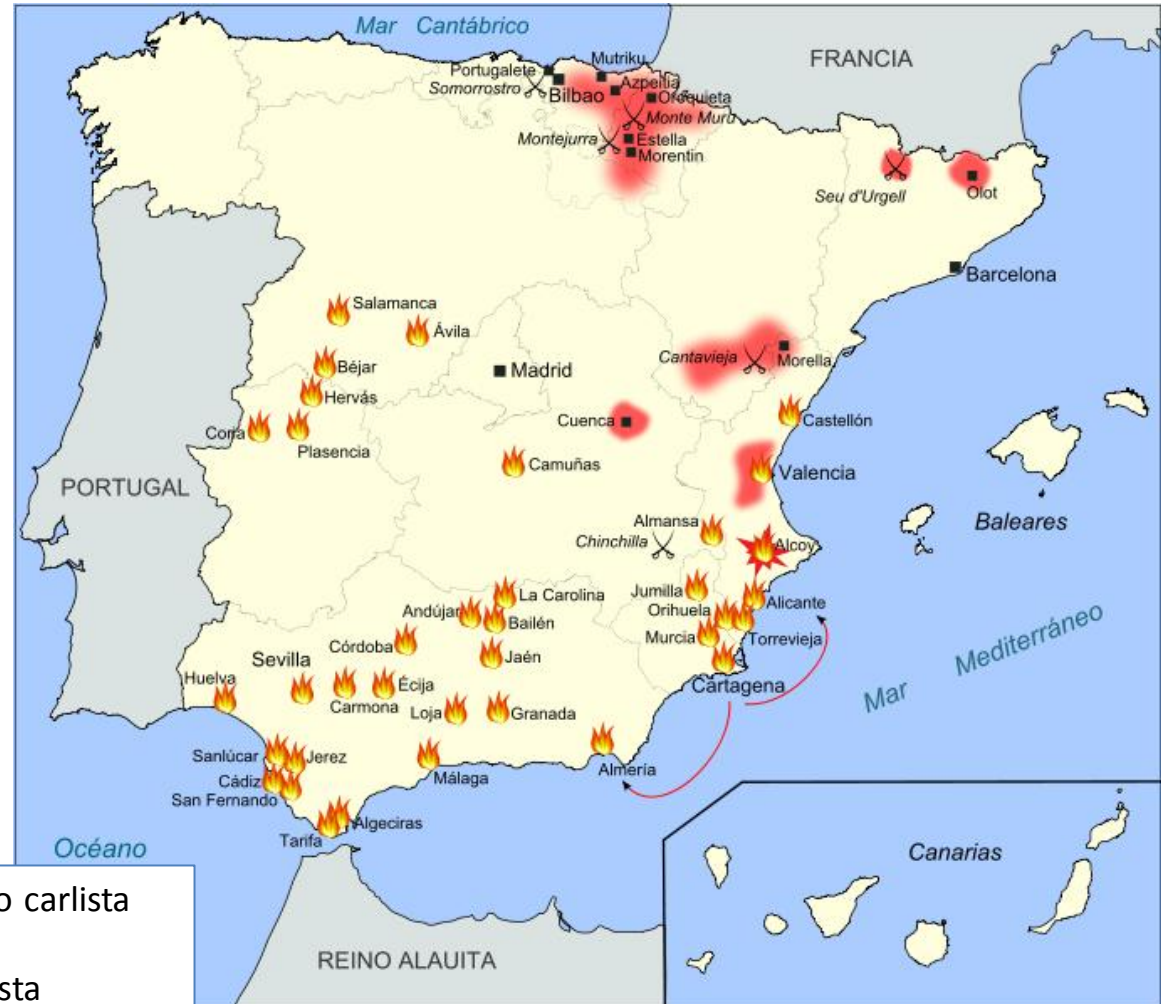 Mar Cantábrico
FRANCIA
Mutriku
Portugalete
Azpeitia
Somorrostro
Bilbao
Orequieta
Monte Muru
Montejurra
Estella
Morentin
Seu d'Urgell
Olot
Barcelona
Salamanca
Ávila
Béjar
Madrid
Cantavieja
Morella
Hervás
Cuenca
Castellón
Coria
Plasencia
Camuñas
Valencia
PORTUGAL
Almansa
Baleares
Chinchilla
Alcoy
La Carolina
Jumilla
Alicante
Andújar
Bailén
Orihuela
Córdoba
Murcia
Torrevieja
Mar Mediterráneo
Sevilla
Jaén
Huelva
Écija
Cartagena
Carmona
Loja
Granada
Sanlúcar
Jerez
Málaga
Almería
Cádiz
San Fernando
Algeciras
Tarifa
Océano
Canarias
o carlista
REINO ALAUITA
sta